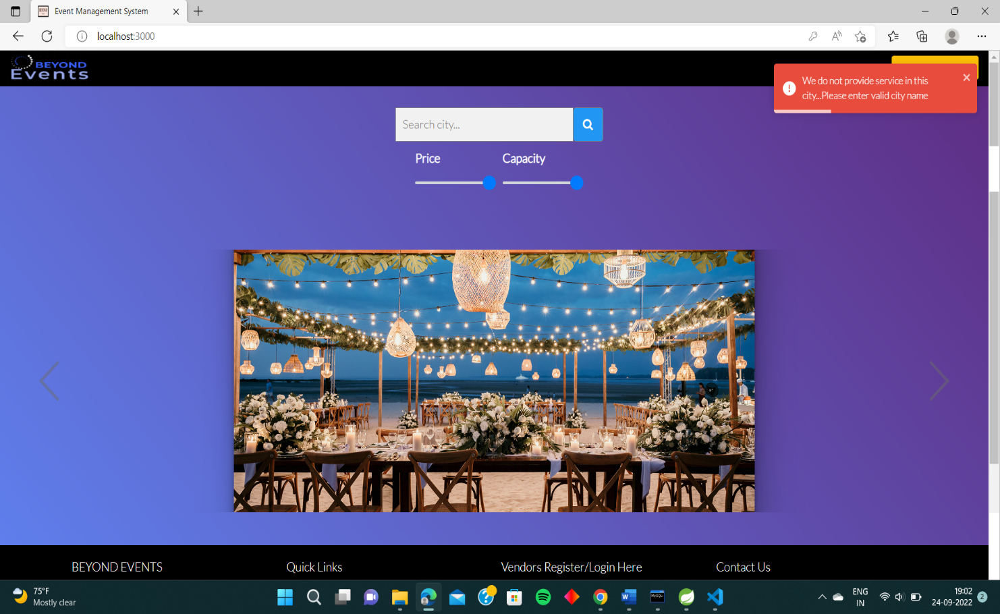 Event Management System
localhost:3000
BEYOND
Events
We do not provide service in this
city...Please enter valid city name
Search city...
Price
Capacity
BEYOND EVENTS
Quick Links
Vendors Register/Login Here
Contact Us
75°F
Mostly clear
MySQL
ENG
IN
19:02
24-09-2022
2